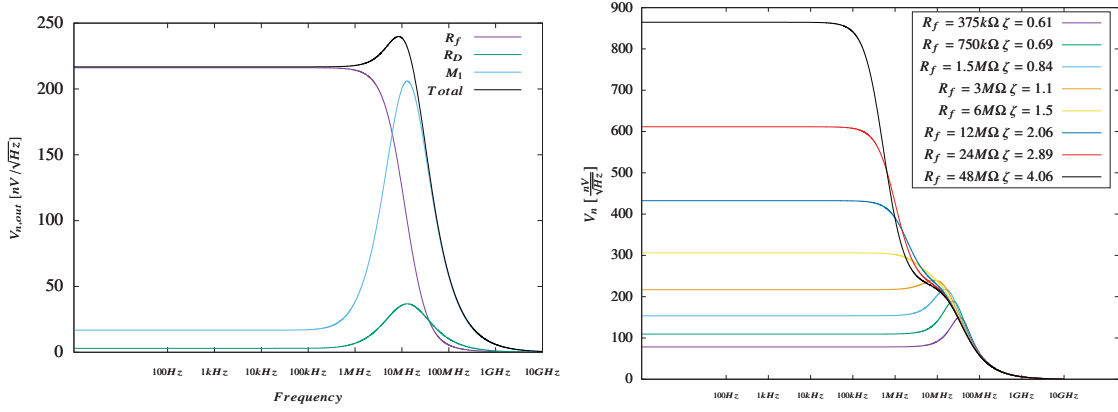 250
200
150
100
50
0
V_{n,out} [nV/√Hz]
R_f
R_D
M_1
Total
100Hz 1kHz 10kHz 100kHz 1MHz 10MHz 100MHz 1GHz 10GHz
Frequency
900
800
700
600
500
400
300
200
100
0
V_n [nV/√Hz]
R_f = 375kΩ ζ = 0.61
R_f = 750kΩ ζ = 0.69
R_f = 1.5MΩ ζ = 0.84
R_f = 3MΩ ζ = 1.1
R_f = 6MΩ ζ = 1.5
R_f = 12MΩ ζ = 2.06
R_f = 24MΩ ζ = 2.89
R_f = 48MΩ ζ = 4.06
100Hz 1kHz 10kHz 100kHz 1MHz 10MHz 100MHz 1GHz 10GHz